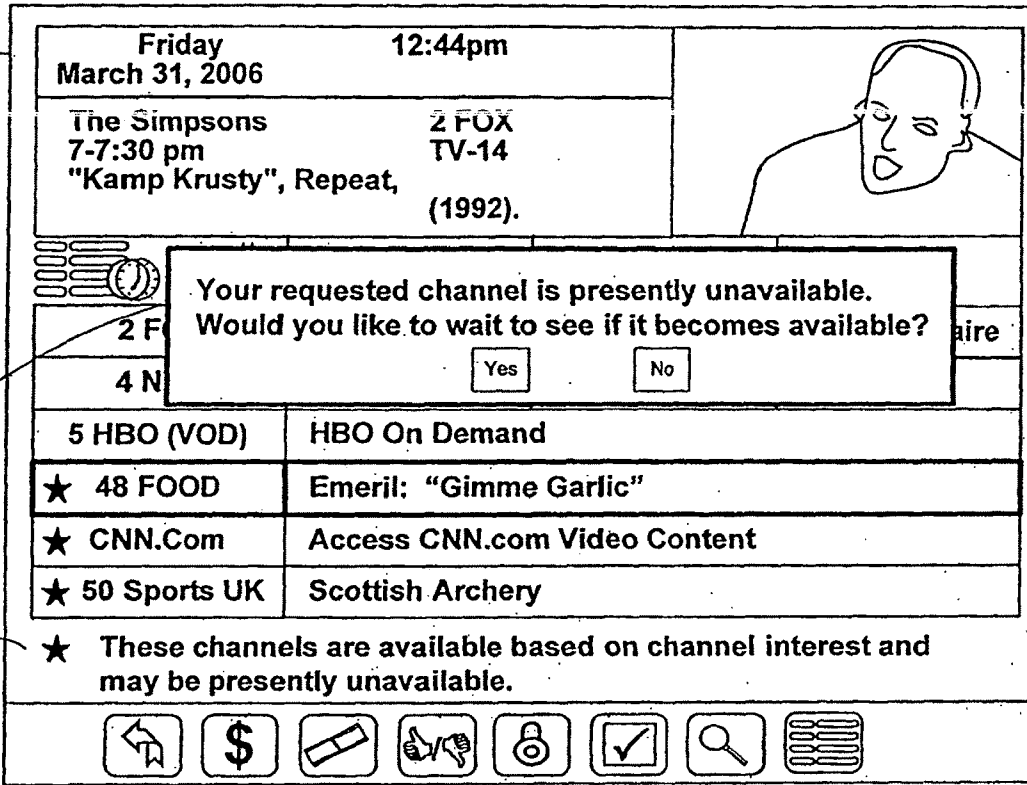 Friday 12:44pm
March 31, 2006
The Simpsons 2 FOX
7-7:30 pm TV-14
"Kamp Krusty", Repeat,
(1992).
Your requested channel is presently unavailable.
Would you like to wait to see if it becomes available?
Yes No
2 F aire
4 N
5 HBO (VOD) HBO On Demand
★ 48 FOOD Emeril: “Gimme Garlic”
★ CNN.Com Access CNN.com Video Content
★ 50 Sports UK Scottish Archery
★ These channels are available based on channel interest and
may be presently unavailable.
$